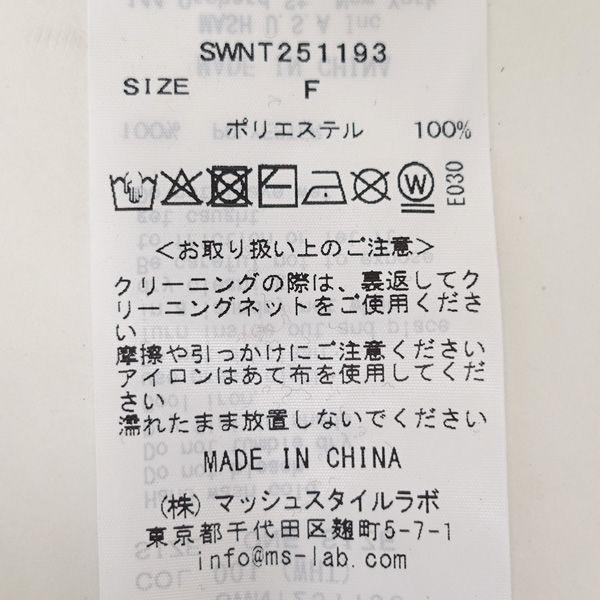 SWNT251193
SIZE F
ポリエステル 100%
W
E030
＜お取り扱い上のご注意＞
クリーニングの際は、裏返してク
リーニングネットをご使用くださ
い
摩擦や引っかけにご注意ください
アイロンはあて布を使用してくだ
さい
濡れたまま放置しないでください
MADE IN CHINA
(株) マッシュスタイルラボ
東京都千代田区麹町5-7-1
info@ms-lab.com